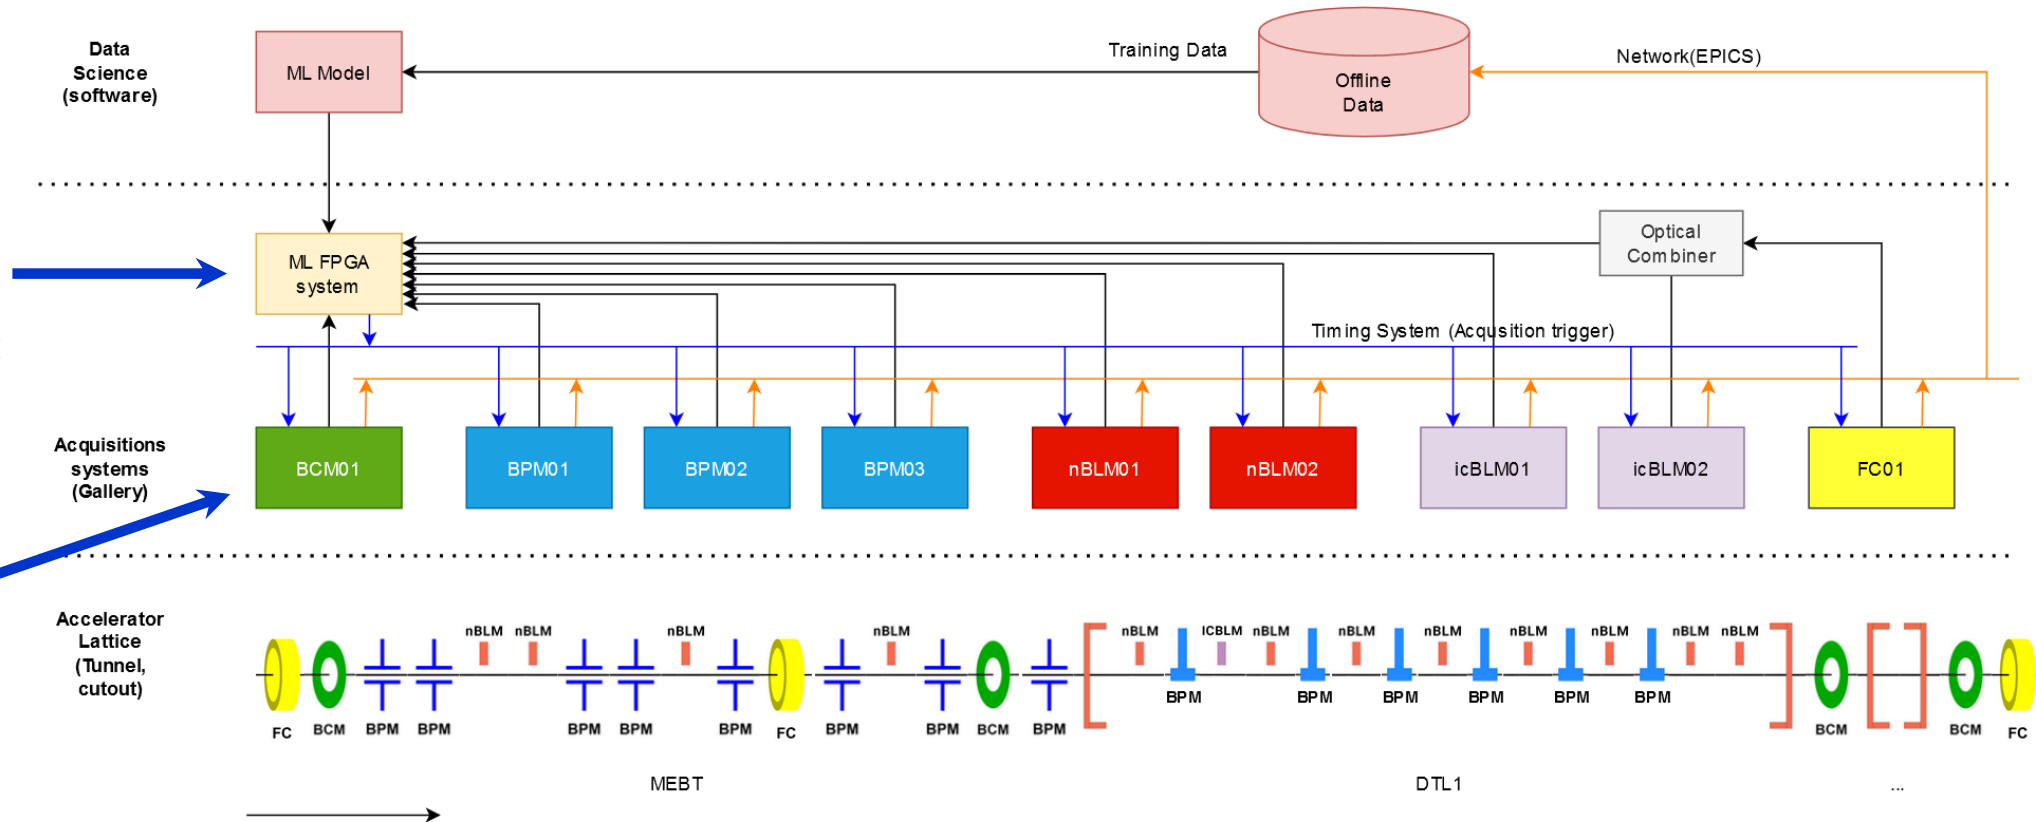 Data
Science
(software)
ML Model
Training Data
Offline
Data
Network(EPICS)
ML FPGA
system
Optical
Combiner
Timing System (Acqusition trigger)
Acquisitions
systems
(Gallery)
BCM01
BPM01
BPM02
BPM03
nBLM01
nBLM02
icBLM01
icBLM02
FC01
Accelerator
Lattice
(Tunnel,
cutout)
nBLM
nBLM
nBLM
nBLM
nBLM
ICBLM
nBLM
nBLM
nBLM
nBLM
nBLM
nBLM
nBLM
BPM
BPM
BPM
BPM
BPM
BPM
FC
BCM
BPM
BPM
BPM
BPM
BPM
FC
BPM
BPM
BCM
BPM
BCM
BCM
FC
MEBT
DTL1
...